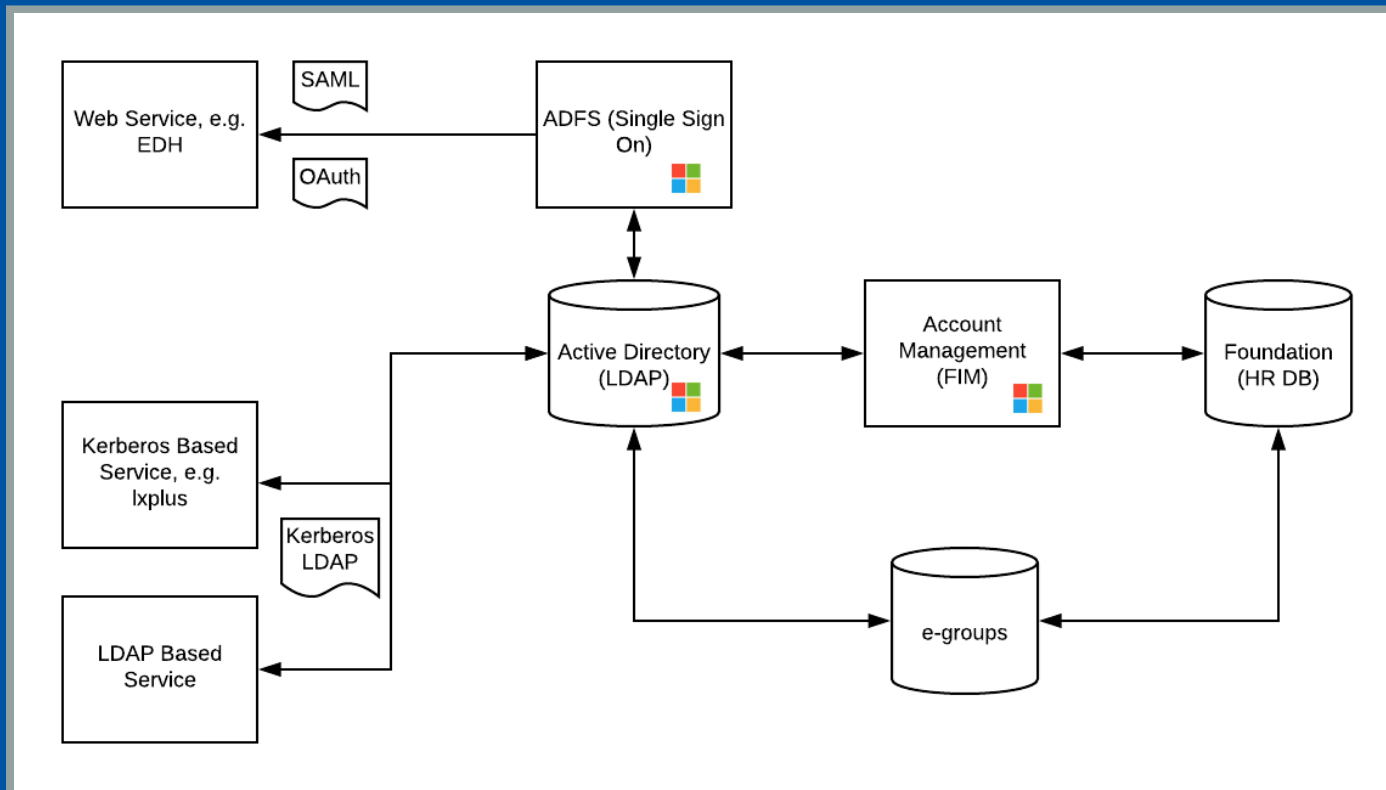 SAML
Web Service, e.g.
EDH
OAuth
ADFS (Single Sign
On)
Active Directory
(LDAP)
Account
Management
(FIM)
Foundation
(HR DB)
Kerberos Based
Service, e.g.
lxplus
Kerberos
LDAP
LDAP Based
Service
e-groups